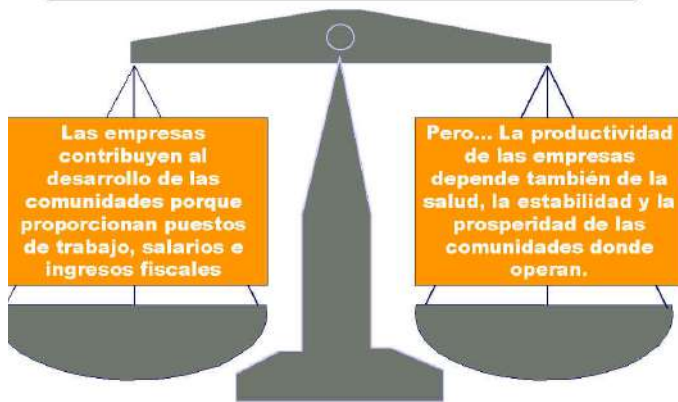 Las empresas
contribuyen al
desarrollo de las
comunidades porque
proporcionan puestos
de trabajo, salarios e
ingresos fiscales
Pero... La productividad
de las empresas
depende también de la
salud, la estabilidad y la
prosperidad de las
comunidades donde
operan.